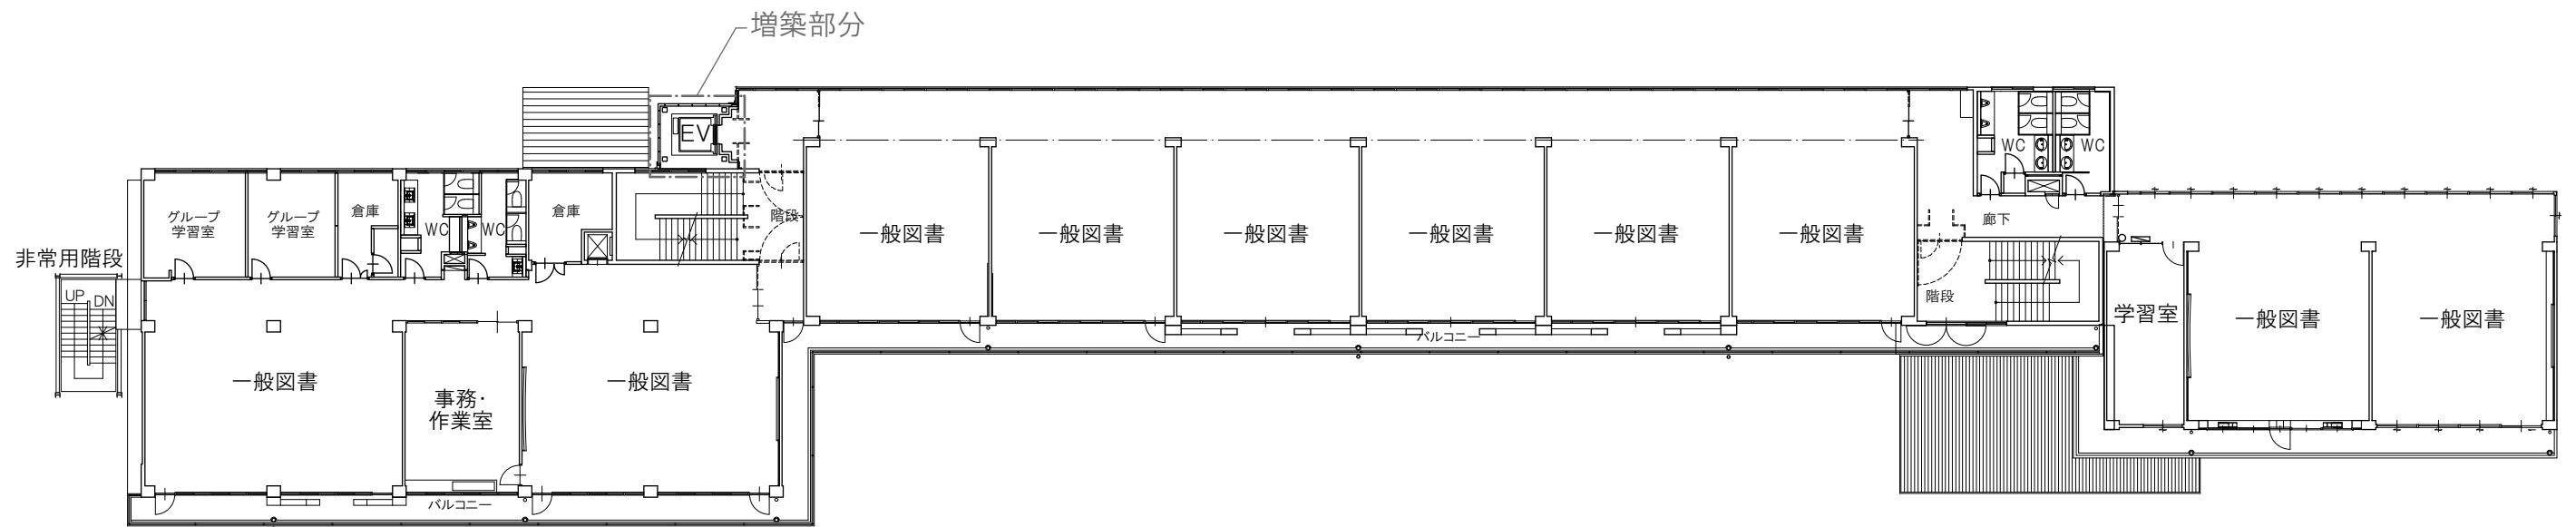 増築部分
EV
WC
WC
グループ
学習室
グループ
学習室
倉庫
WC
WC
倉庫
階段
一般図書
一般図書
一般図書
一般図書
一般図書
一般図書
廊下
非常用階段
UP
DN
階段
学習室
一般図書
一般図書
バルコニー
一般図書
事務・
作業室
一般図書
バルコニー